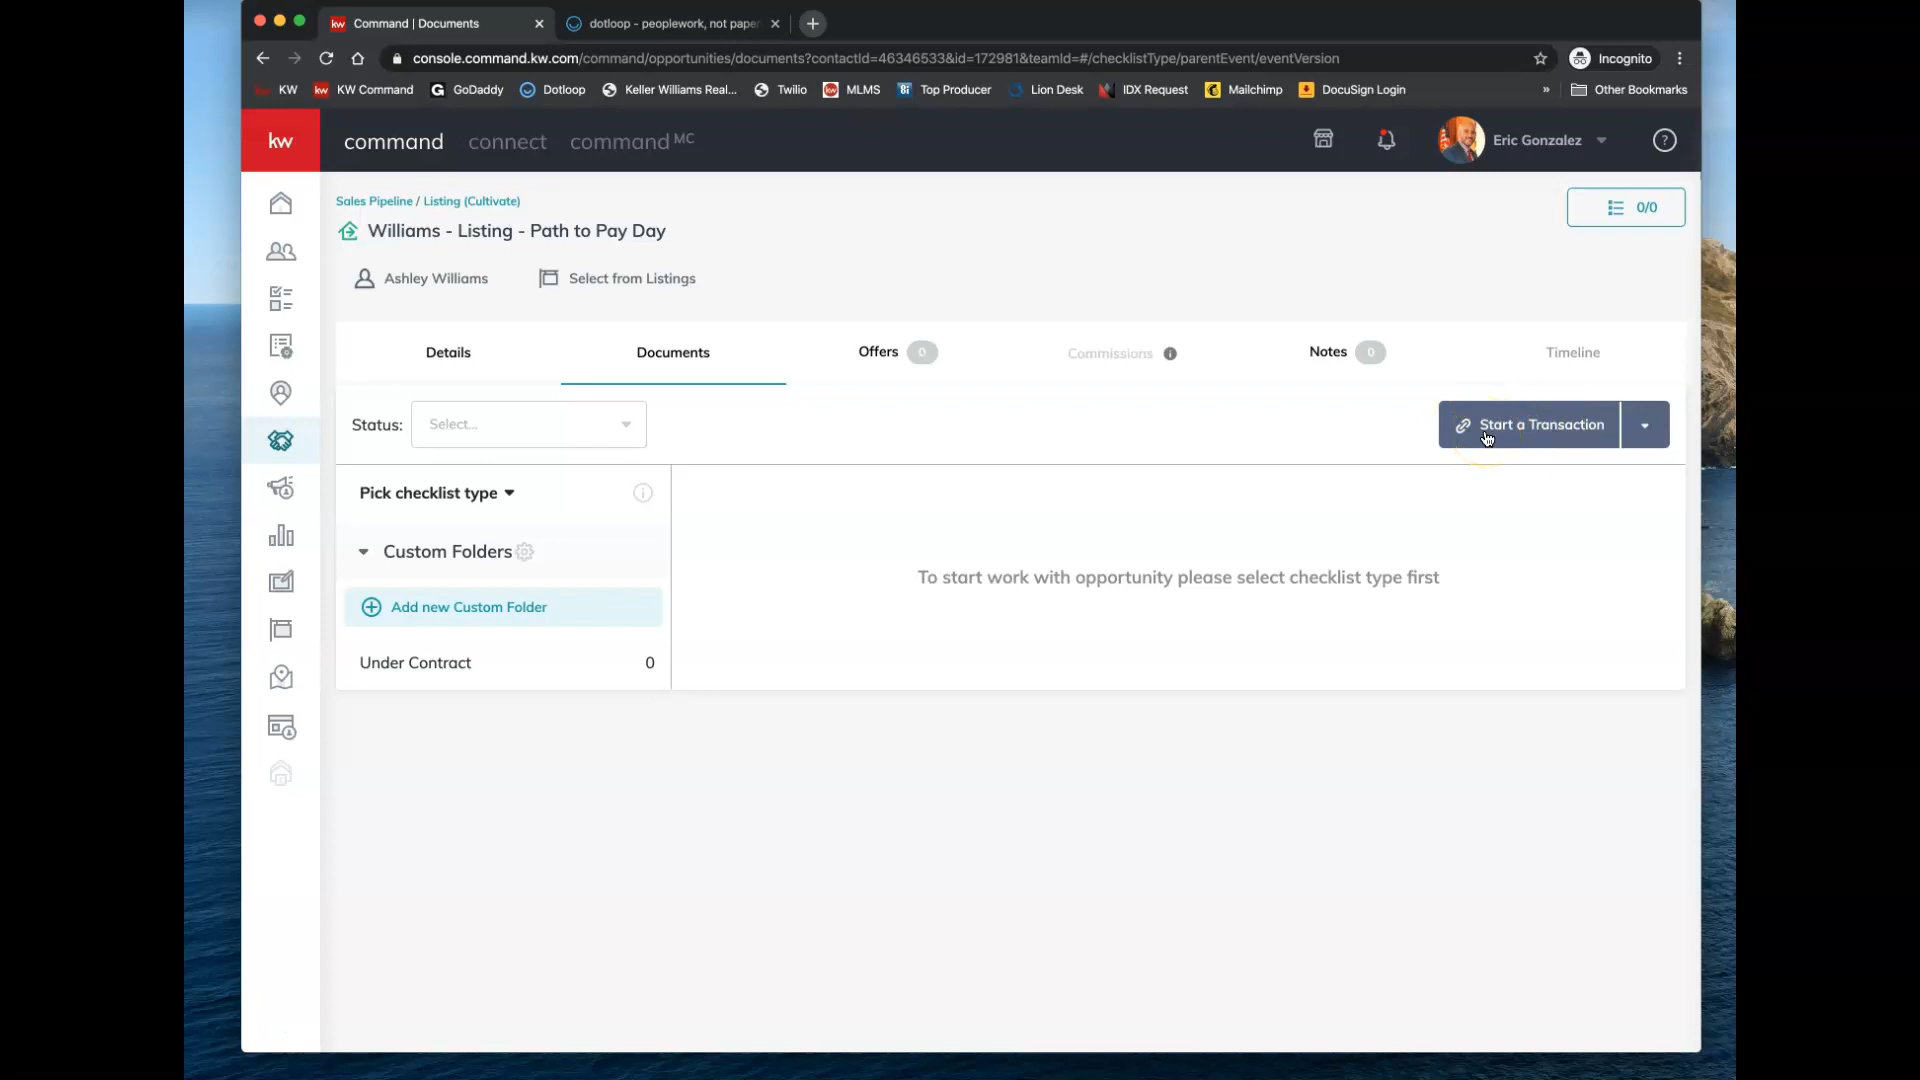 kw Command | Documents
dotloop - peoplework, not paper
console.command.kw.com/command/opportunities/documents?contactId=46346533&id=172981&teamId=#/checklistType/parentEvent/eventVersion
Incognito
kw KW
kw KW Command
G GoDaddy
Dotloop
Keller Williams Real...
Twilio
kw MLMS
8i Top Producer
Lion Desk
IDX Request
Mailchimp
DocuSign Login
»
Other Bookmarks
kw
command
connect
command MC
Eric Gonzalez
?
Sales Pipeline / Listing (Cultivate)
0/0
Williams - Listing - Path to Pay Day
Ashley Williams
Select from Listings
Details
Documents
Offers 0
Commissions i
Notes 0
Timeline
Status: Select...
Start a Transaction
Pick checklist type
i
Custom Folders
To start work with opportunity please select checklist type first
Add new Custom Folder
Under Contract 0